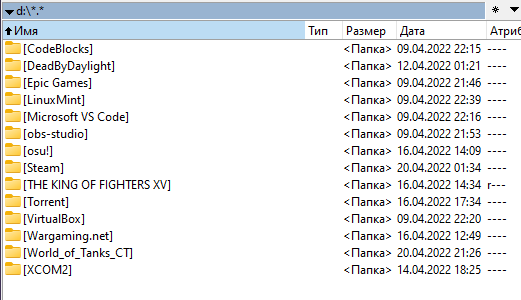 d:\*.*
Имя Тип Размер Дата Атриб
[CodeBlocks] <Папка> 09.04.2022 22:15 ----
[DeadByDaylight] <Папка> 12.04.2022 01:21 ----
[Epic Games] <Папка> 09.04.2022 21:46 ----
[LinuxMint] <Папка> 09.04.2022 22:39 ----
[Microsoft VS Code] <Папка> 09.04.2022 22:16 ----
[obs-studio] <Папка> 09.04.2022 21:53 ----
[osu!] <Папка> 16.04.2022 14:09 ----
[Steam] <Папка> 20.04.2022 01:34 ----
[THE KING OF FIGHTERS XV] <Папка> 16.04.2022 14:34 r---
[Torrent] <Папка> 16.04.2022 17:34 ----
[VirtualBox] <Папка> 09.04.2022 22:20 ----
[Wargaming.net] <Папка> 16.04.2022 12:49 ----
[World_of_Tanks_CT] <Папка> 20.04.2022 21:26 ----
[XCOM2] <Папка> 14.04.2022 18:25 ----